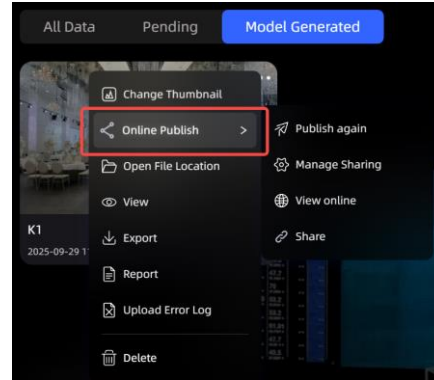 All Data Pending Model Generated
Change Thumbnail
Online Publish >
Publish again
Open File Location
Manage Sharing
View
View online
K1
Export
Share
2025-09-29
Report
Upload Error Log
Delete